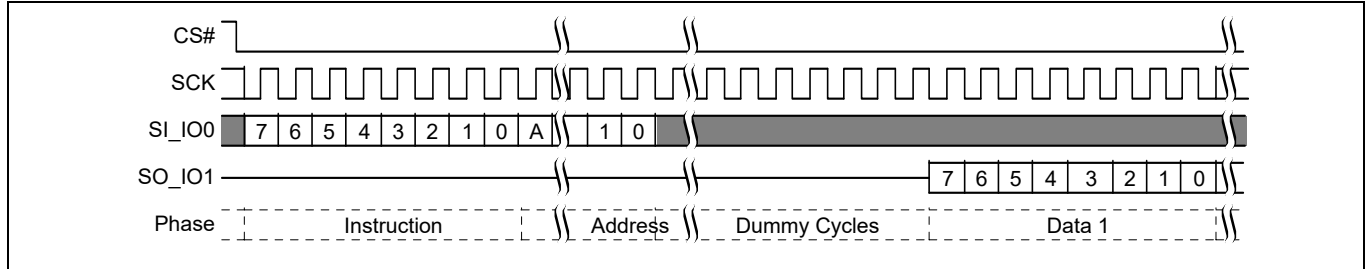 CS#
SCK
SI_IO0 7 6 5 4 3 2 1 0 A 1 0
SO_IO1 7 6 5 4 3 2 1 0
Phase Instruction Address Dummy Cycles Data 1